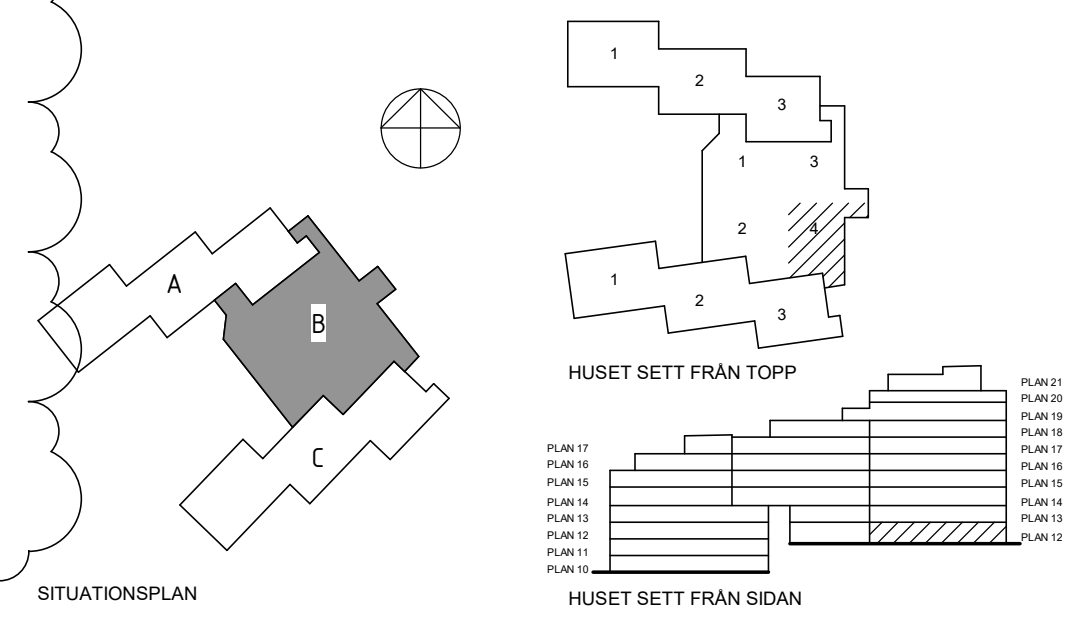 A
B
C
SITUATIONSPLAN
1
2
3
1 3
2 4
1
2
3
HUSET SETT FRÅN TOPP
PLAN 17
PLAN 16
PLAN 15
PLAN 14
PLAN 13
PLAN 12
PLAN 11
PLAN 10
PLAN 21
PLAN 20
PLAN 19
PLAN 18
PLAN 17
PLAN 16
PLAN 15
PLAN 14
PLAN 13
PLAN 12
HUSET SETT FRÅN SIDAN